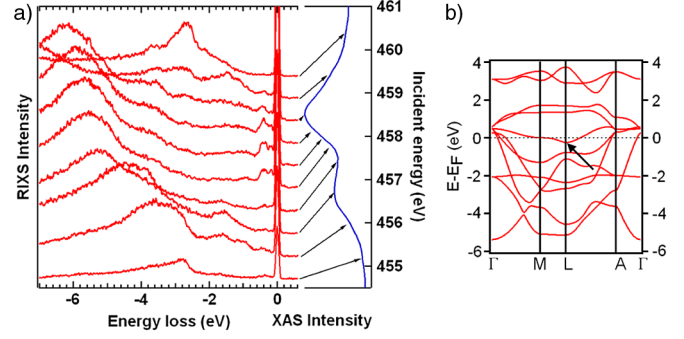 a)
RIXS Intensity
-6
-4
-2
0
Energy loss (eV)
XAS Intensity
461
460
459
458
457
456
455
Incident energy (eV)
b)
E-EF (eV)
4
2
0
-2
-4
-6
4
2
0
-2
-4
-6
Γ
M
L
A
Γ